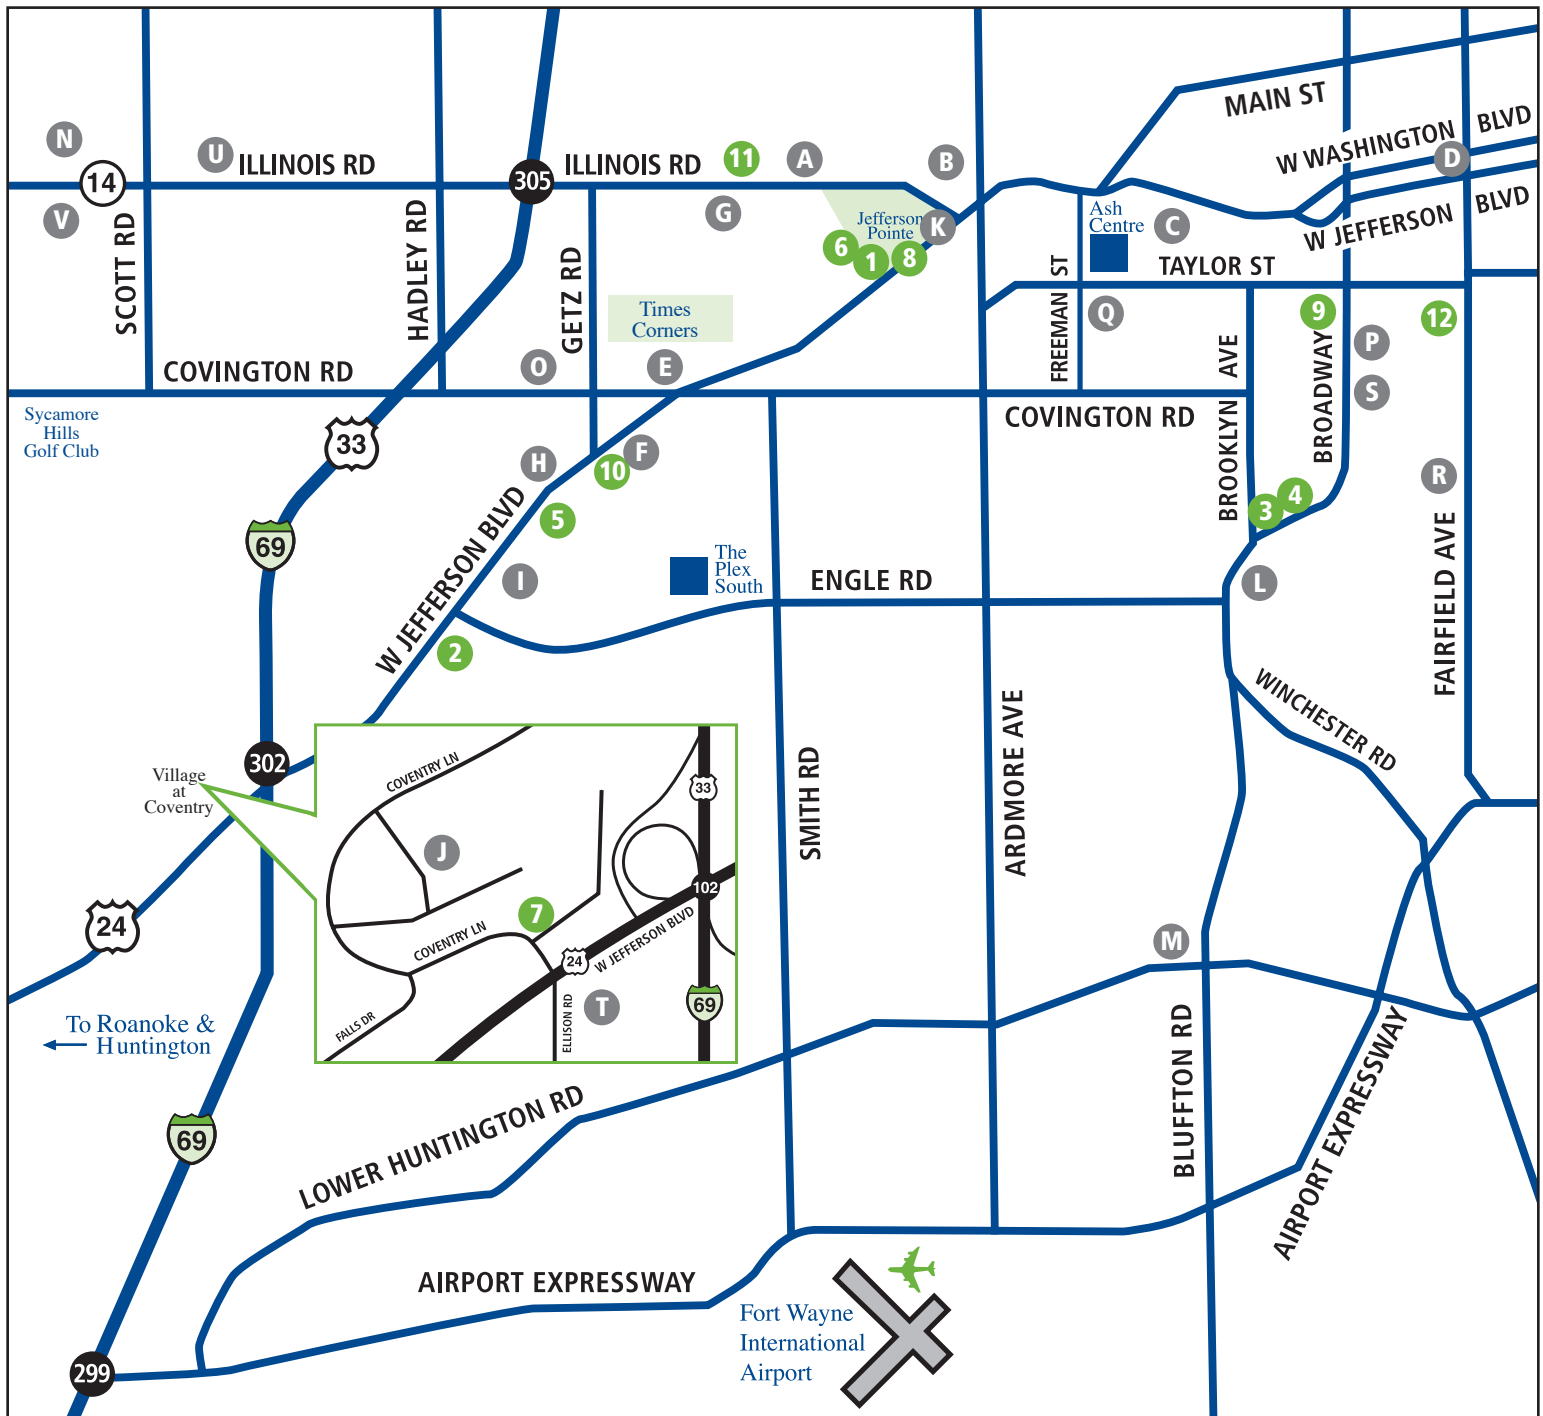 MAIN ST
W WASHINGTON BLVD
D
W JEFFERSON BLVD
N
U
ILLINOIS RD
14
V
305
ILLINOIS RD
11
A
B
G
Jefferson
Pointe
K
6
1
8
Ash
Centre
C
TAYLOR ST
SCOTT RD
HADLEY RD
GETZ RD
Times
Corners
FREEMAN ST
Q
9
12
P
S
BROOKLYN AVE
BROADWAY
COVINGTON RD
O
E
COVINGTON RD
Sycamore
Hills
Golf Club
33
H
F
10
5
R
3
4
69
W JEFFERSON BLVD
I
The
Plex
South
ENGLE RD
L
FAIRFIELD AVE
2
WINCHESTER RD
302
Village
at
Coventry
COVENTRY LN
33
J
102
7
COVENTRY LN
24
W JEFFERSON BLVD
FALLS DR
ELLISON RD
T
69
SMITH RD
ARDMORE AVE
24
M
To Roanoke &
Huntington
69
LOWER HUNTINGTON RD
BLUFFTON RD
AIRPORT EXPRESSWAY
AIRPORT EXPRESSWAY
299
Fort Wayne
International
Airport